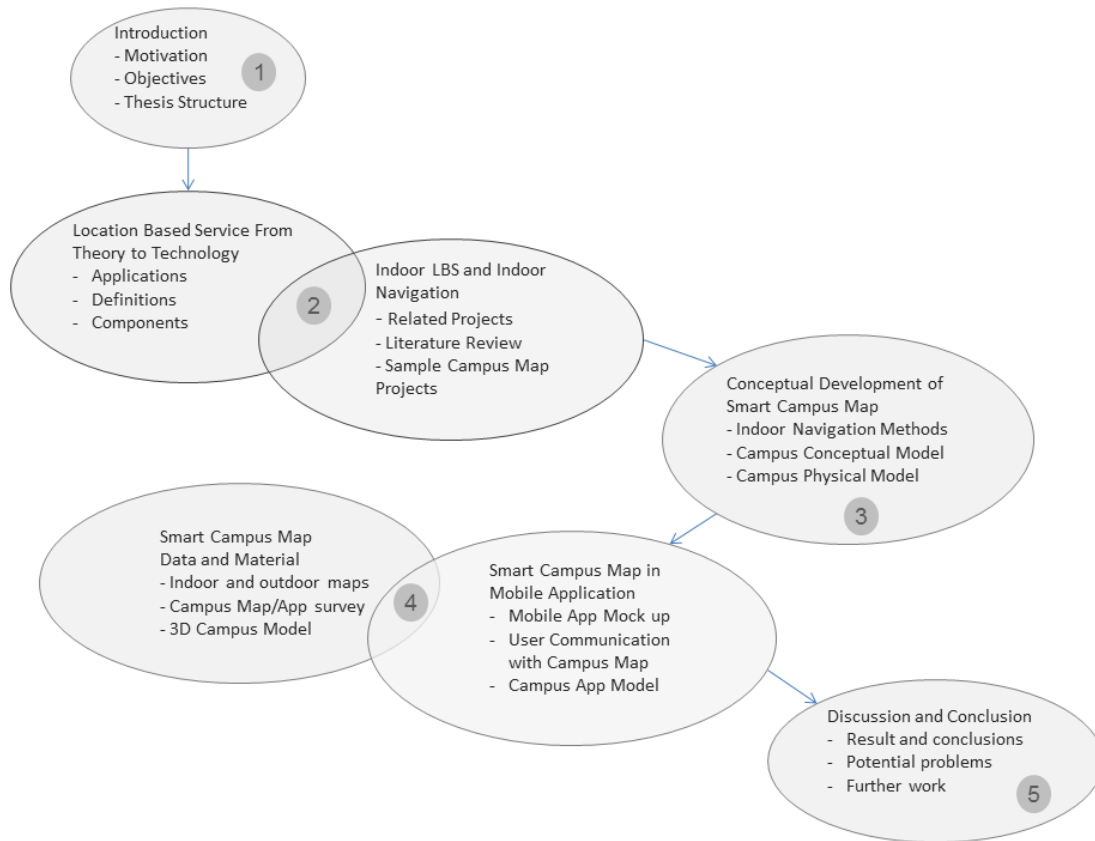 Introduction
- Motivation
- Objectives
- Thesis Structure
1
Location Based Service From
Theory to Technology
- Applications
- Definitions
- Components
2
Indoor LBS and Indoor
Navigation
- Related Projects
- Literature Review
- Sample Campus Map
Projects
Conceptual Development of
Smart Campus Map
- Indoor Navigation Methods
- Campus Conceptual Model
- Campus Physical Model
3
Smart Campus Map
Data and Material
- Indoor and outdoor maps
- Campus Map/App survey
- 3D Campus Model
4
Smart Campus Map in
Mobile Application
- Mobile App Mock up
- User Communication
with Campus Map
- Campus App Model
Discussion and Conclusion
- Result and conclusions
- Potential problems
- Further work
5